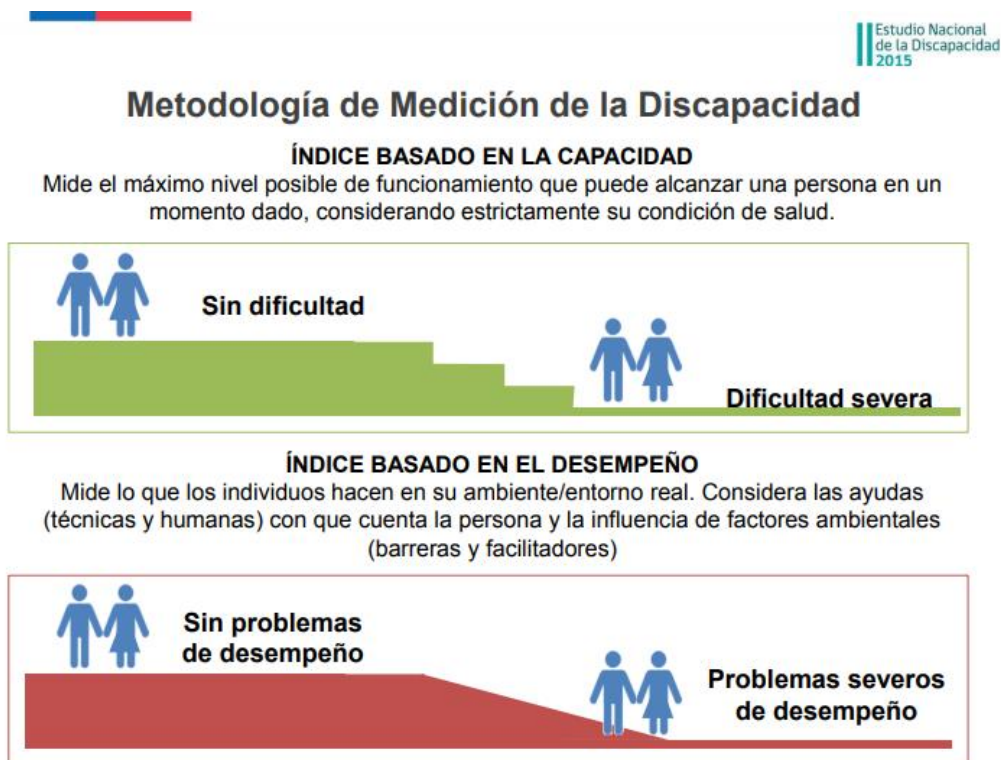 Estudio Nacional
de la Discapacidad
2015
Metodología de Medición de la Discapacidad
ÍNDICE BASADO EN LA CAPACIDAD
Mide el máximo nivel posible de funcionamiento que puede alcanzar una persona en un
momento dado, considerando estrictamente su condición de salud.
Sin dificultad
Dificultad severa
ÍNDICE BASADO EN EL DESEMPEÑO
Mide lo que los individuos hacen en su ambiente/entorno real. Considera las ayudas
(técnicas y humanas) con que cuenta la persona y la influencia de factores ambientales
(barreras y facilitadores)
Sin problemas
de desempeño
Problemas severos
de desempeño